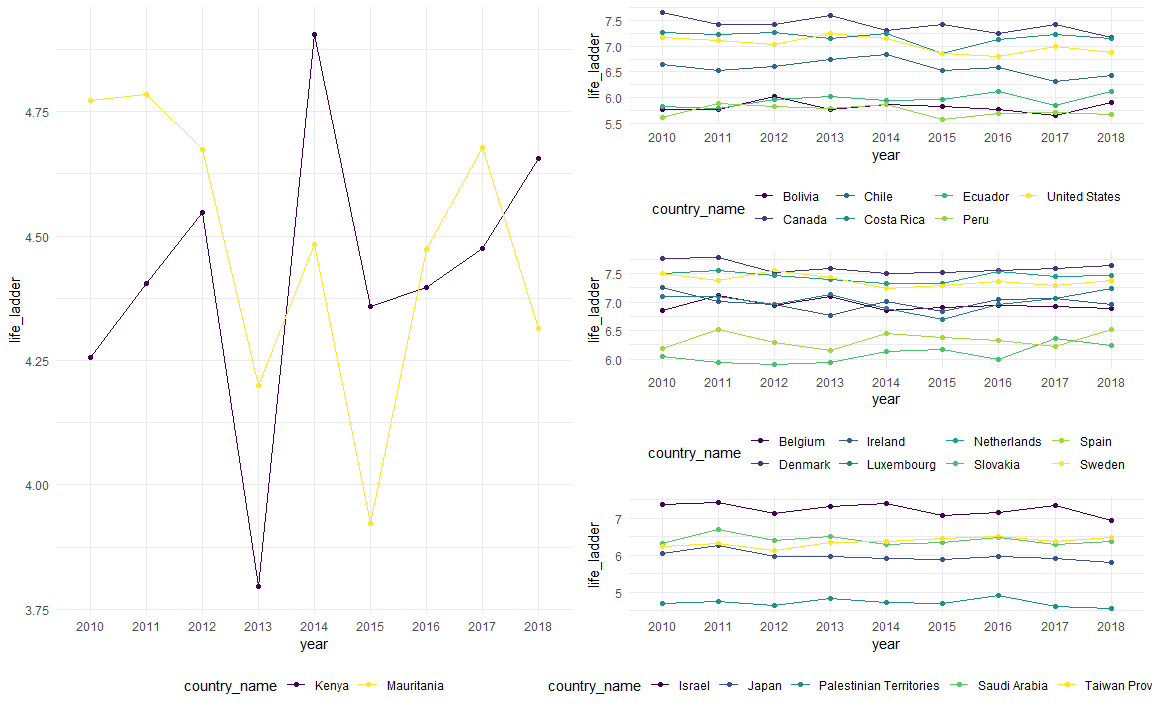 life_ladder
4.75
4.50
4.25
4.00
3.75
2010 2011 2012 2013 2014 2015 2016 2017 2018
year
country_name Kenya Mauritania
life_ladder
7.5
7.0
6.5
6.0
5.5
2010 2011 2012 2013 2014 2015 2016 2017 2018
year
country_name
Bolivia Chile Ecuador United States
Canada Costa Rica Peru
life_ladder
7.5
7.0
6.5
6.0
2010 2011 2012 2013 2014 2015 2016 2017 2018
year
country_name
Belgium Ireland Netherlands Spain
Denmark Luxembourg Slovakia Sweden
life_ladder
7
6
5
2010 2011 2012 2013 2014 2015 2016 2017 2018
year
country_name Israel Japan Palestinian Territories Saudi Arabia Taiwan Prov